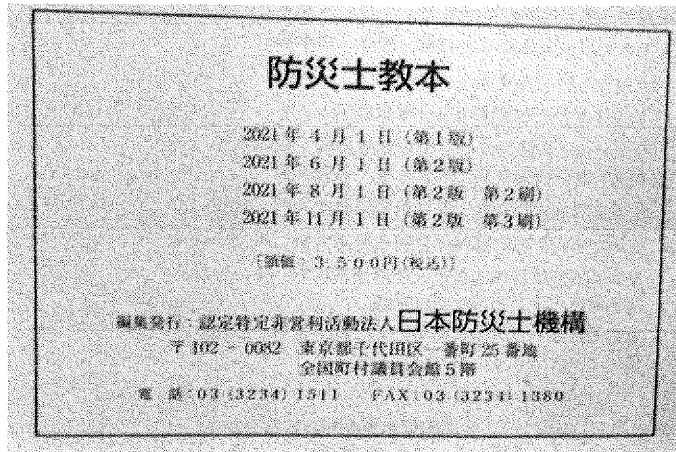 防災士教本
2021年 4 月 1 日 (第1版)
2021年 6 月 1 日 (第2版)
2021年 8 月 1 日 (第2版 第2刷)
2021年11月 1 日 (第2版 第3刷)
〔頒価:3,500円(税込)〕
編集発行:認定特定非営利活動法人日本防災士機構
〒102-0082 東京都千代田区一番町25番地
全国町村議員会館5階
電 話:03 (3234) 1511 FAX:03 (3234) 1380